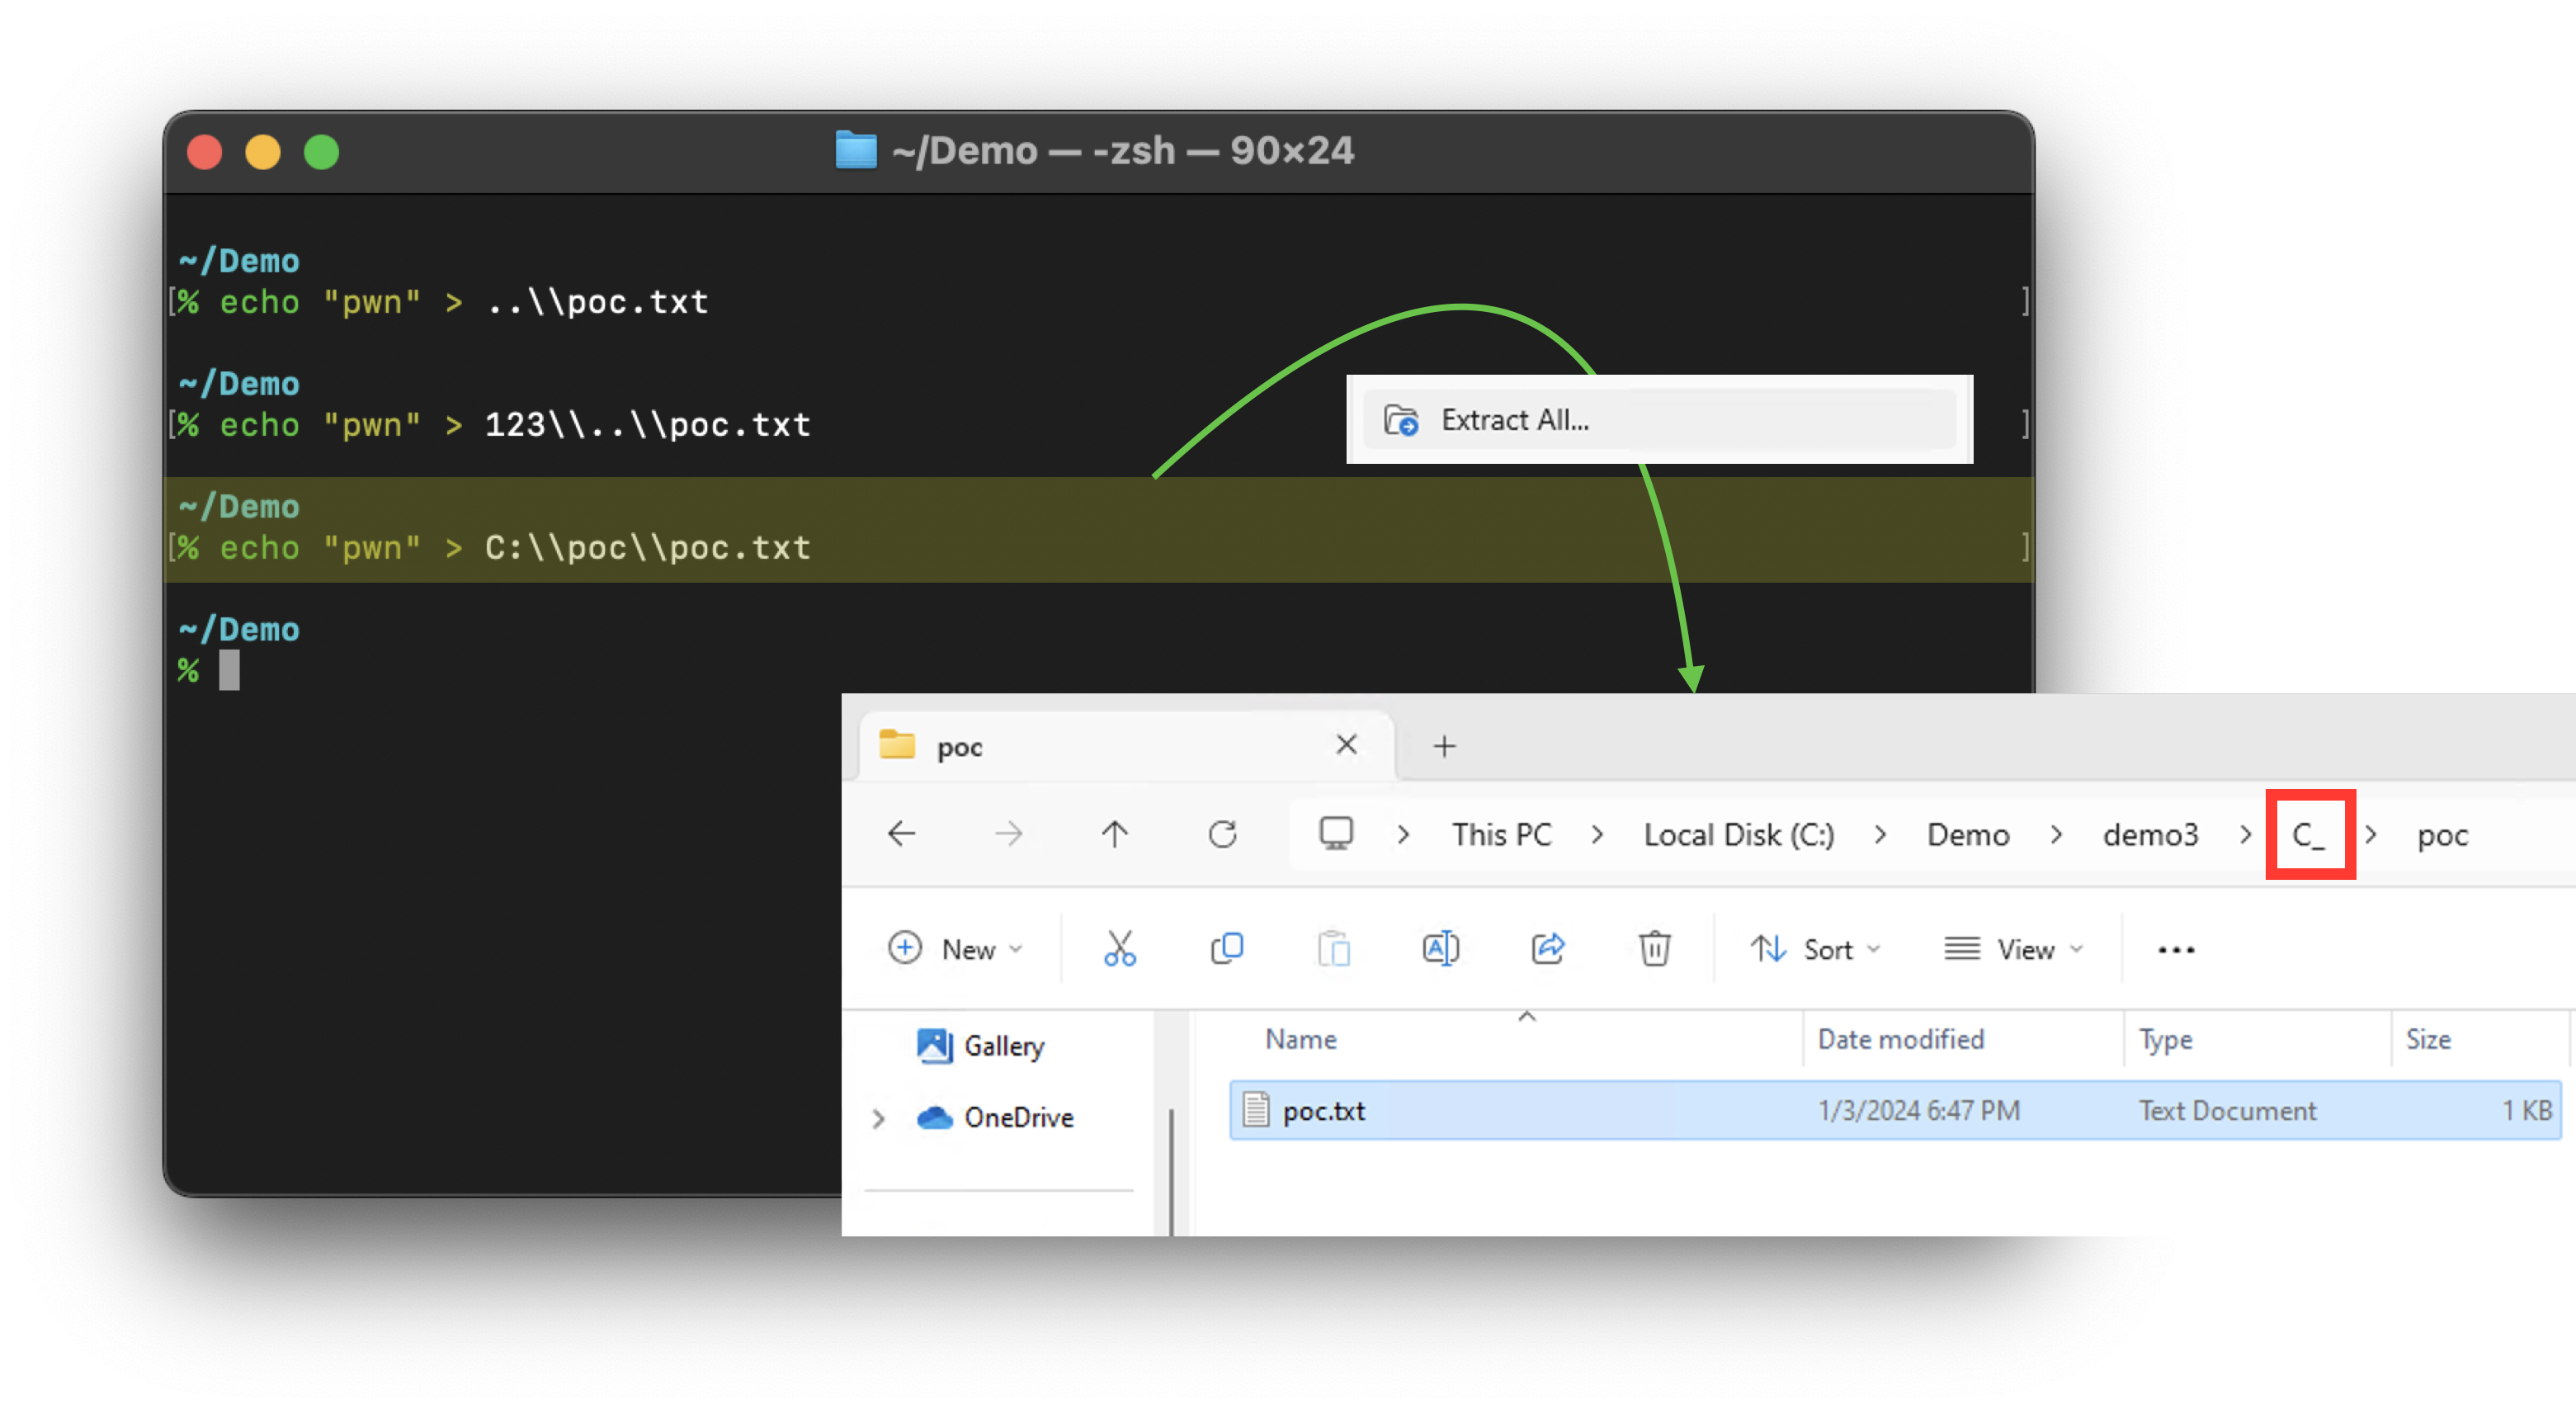 ~/Demo — -zsh — 90×24
~/Demo
[% echo "pwn" > ..\\poc.txt ]
~/Demo
[% echo "pwn" > 123\\..\\poc.txt ]
~/Demo
[% echo "pwn" > C:\\poc\\poc.txt ]
~/Demo
%
Extract All...
poc
This PC > Local Disk (C:) > Demo > demo3 > C_ > poc
New Sort View
Gallery
OneDrive
Name Date modified Type Size
poc.txt 1/3/2024 6:47 PM Text Document 1 KB